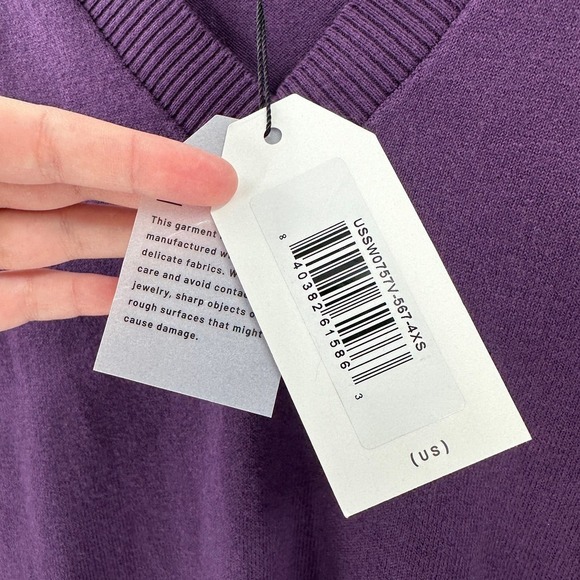 This garment
manufactured
delicate fabrics.
care and avoid
jewelry, sharp objects
rough surfaces that might
cause damage.
USSW0757V-567-4XS
8 40382 61586 3
(US)